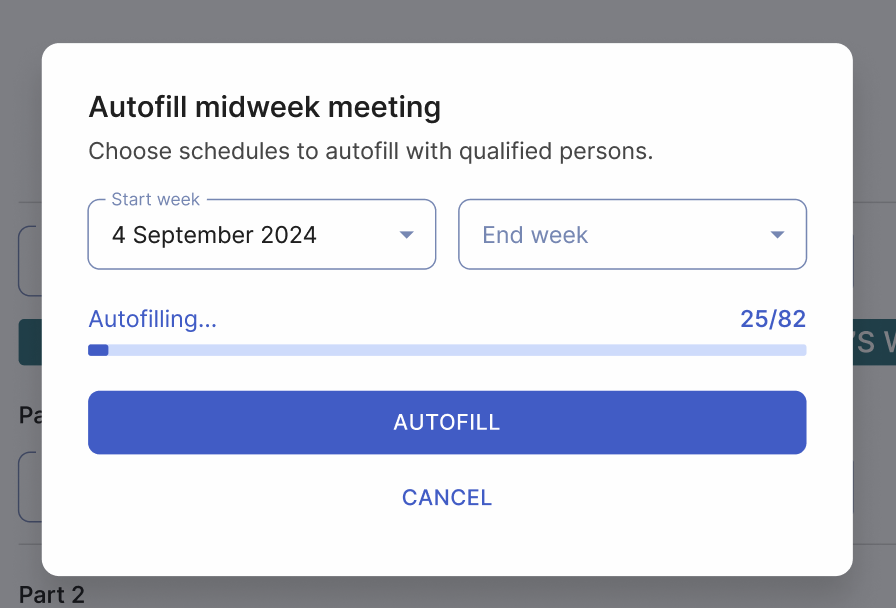 Autofill midweek meeting
Choose schedules to autofill with qualified persons.
Start week
4 September 2024
End week
Autofilling...
25/82
'S W
Pa
AUTOFILL
CANCEL
Part 2